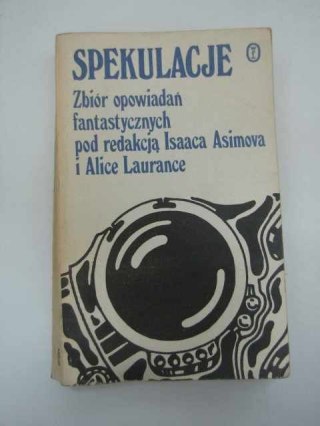 SPEKULACJE
Zbiór opowiadań
fantastycznych
pod redakcją Isaaca Asimova
i Alice Laurance